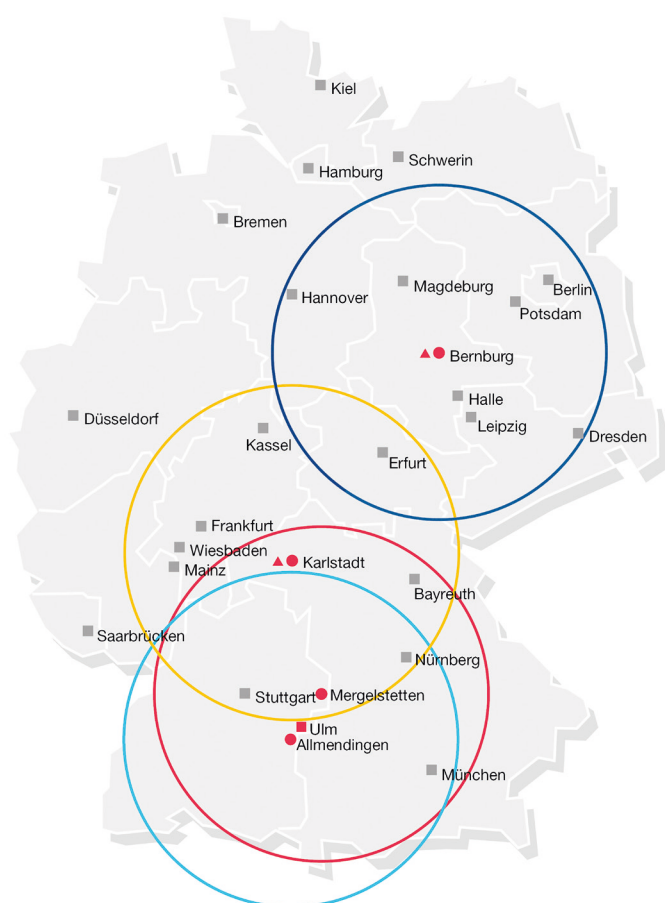 Kiel
Schwerin
Hamburg
Bremen
Berlin
Magdeburg
Hannover
Potsdam
Bernburg
Halle
Düsseldorf
Leipzig
Dresden
Kassel
Erfurt
Frankfurt
Wiesbaden
Karlstadt
Mainz
Bayreuth
Saarbrücken
Nürnberg
Stuttgart
Mergelstetten
Ulm
Allmendingen
München